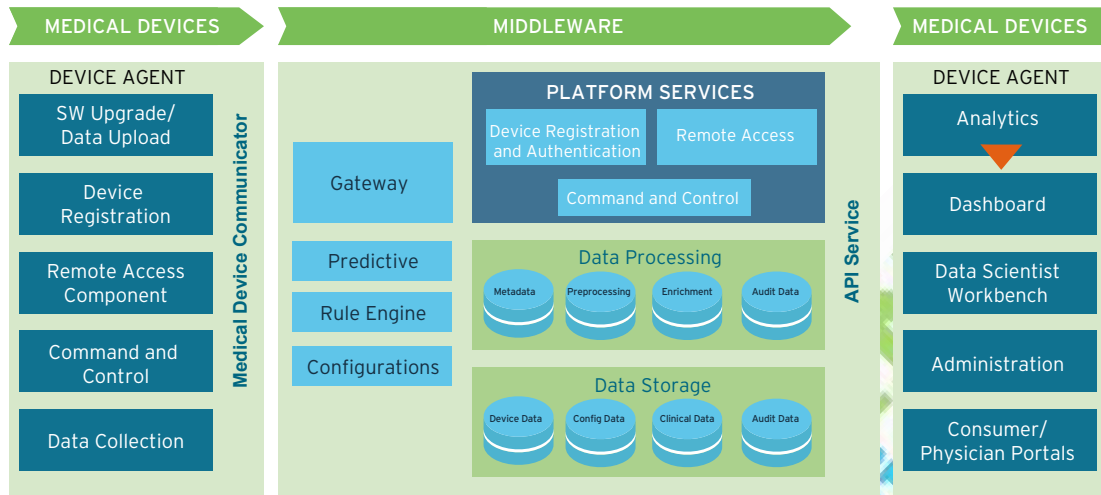 MEDICAL DEVICES
MIDDLEWARE
MEDICAL DEVICES
DEVICE AGENT
SW Upgrade/
Data Upload
Device
Registration
Remote Access
Component
Command and
Control
Data Collection
Medical Device Communicator
Gateway
Predictive
Rule Engine
Configurations
PLATFORM SERVICES
Device Registration
and Authentication
Remote Access
Command and Control
Data Processing
Metadata
Preprocessing
Enrichment
Audit Data
Data Storage
Device Data
Config Data
Clinical Data
Audit Data
API Service
DEVICE AGENT
Analytics
Dashboard
Data Scientist
Workbench
Administration
Consumer/
Physician Portals